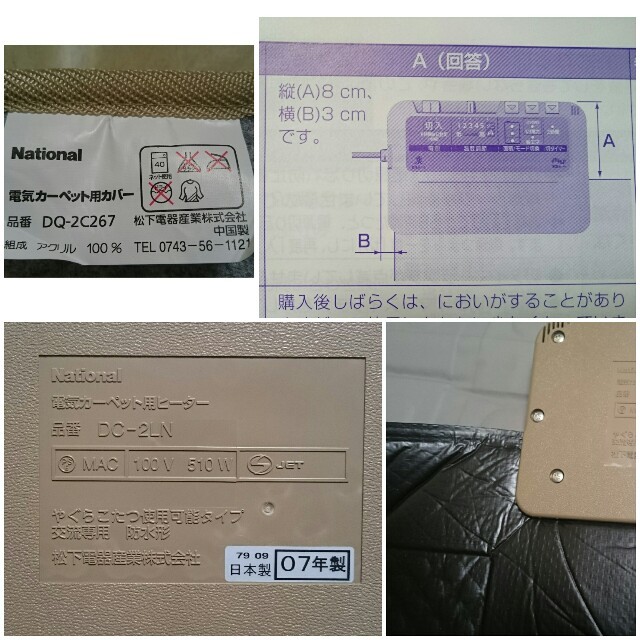 National
40
ネット使用
電気カーペット用カバー
品番 DQ-2C267
松下電器産業株式会社
中国製
組成 アクリル 100%
TEL 0743-56-1121
A(回答)
縦(A)8 cm、
横(B)3 cm
です。
切/入
1 2 3 4 5
A
B
購入後しばらくは、においがすることがあり
National
電気カーペット用ヒーター
品番 DC-2LN
MAC 100V 510W JET
やぐらこたつ使用可能タイプ
交流専用 防水形
松下電器産業株式会社
79 09
日本製 07年製